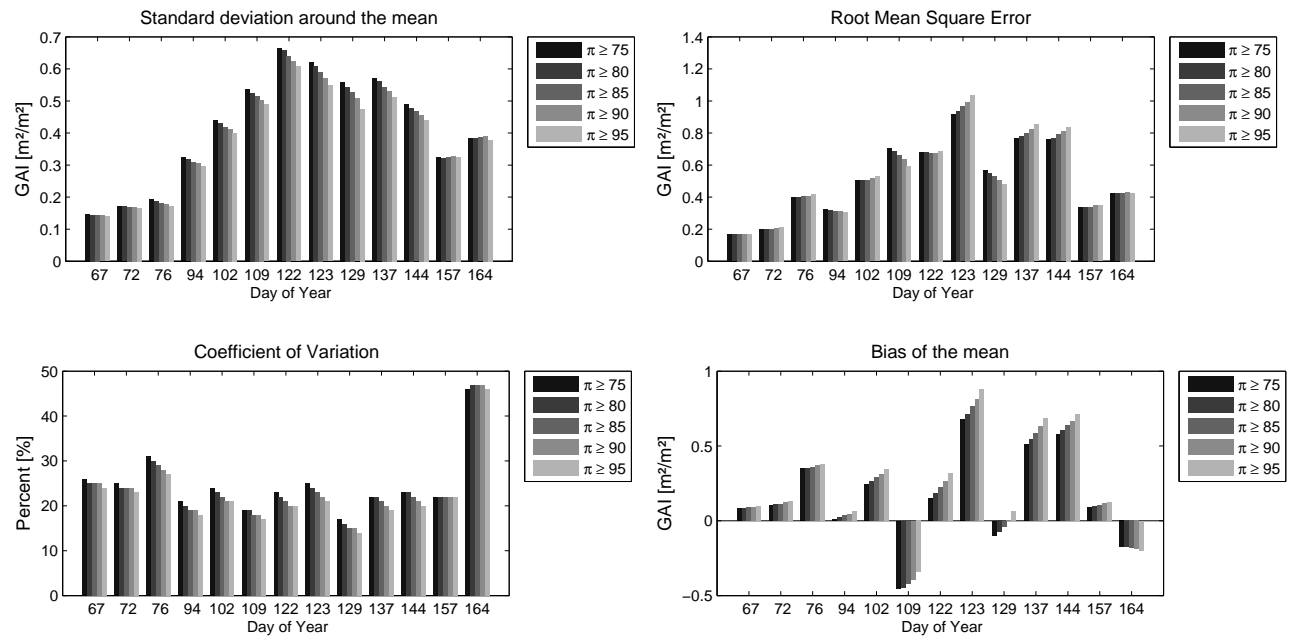 Standard deviation around the mean
GAI [m²/m²]
0.7
0.6
0.5
0.4
0.3
0.2
0.1
0
67 72 76 94 102 109 122 123 129 137 144 157 164
Day of Year
π ≥ 75
π ≥ 80
π ≥ 85
π ≥ 90
π ≥ 95
Root Mean Square Error
GAI [m²/m²]
1.4
1.2
1
0.8
0.6
0.4
0.2
0
67 72 76 94 102 109 122 123 129 137 144 157 164
Day of Year
π ≥ 75
π ≥ 80
π ≥ 85
π ≥ 90
π ≥ 95
Coefficient of Variation
Percent [%]
50
40
30
20
10
0
67 72 76 94 102 109 122 123 129 137 144 157 164
Day of Year
π ≥ 75
π ≥ 80
π ≥ 85
π ≥ 90
π ≥ 95
Bias of the mean
GAI [m²/m²]
1
0.5
0
−0.5
67 72 76 94 102 109 122 123 129 137 144 157 164
Day of Year
π ≥ 75
π ≥ 80
π ≥ 85
π ≥ 90
π ≥ 95